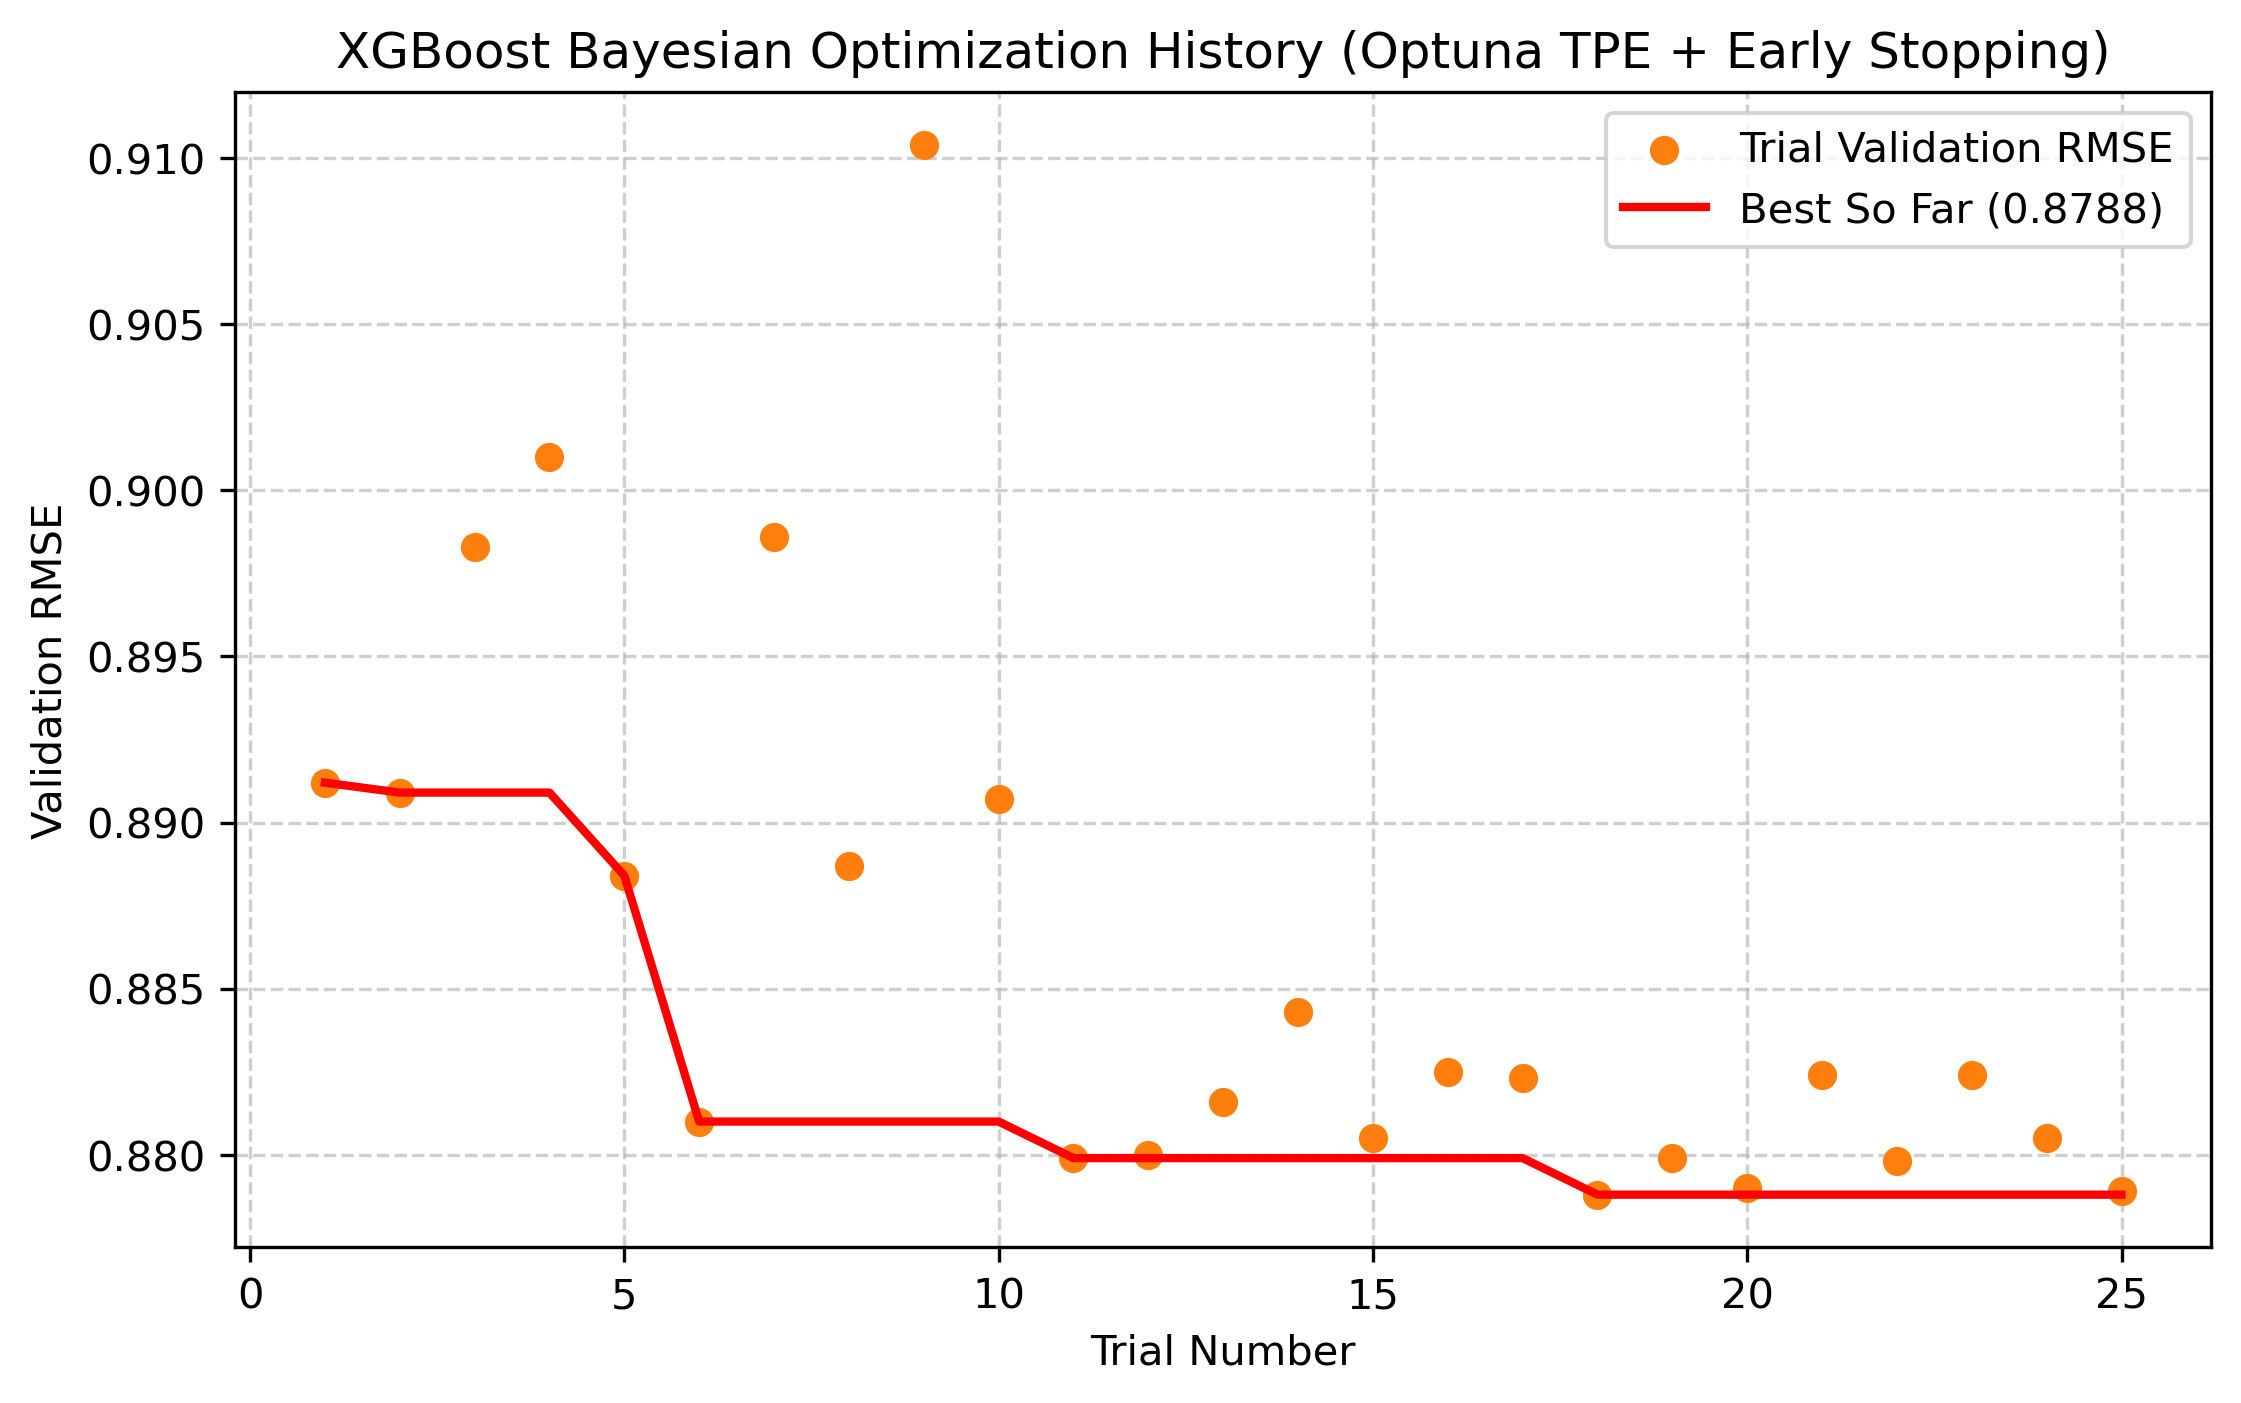 XGBoost Bayesian Optimization History (Optuna TPE + Early Stopping)
Trial Validation RMSE
Best So Far (0.8788)
Validation RMSE
0.910
0.905
0.900
0.895
0.890
0.885
0.880
0 5 10 15 20 25
Trial Number